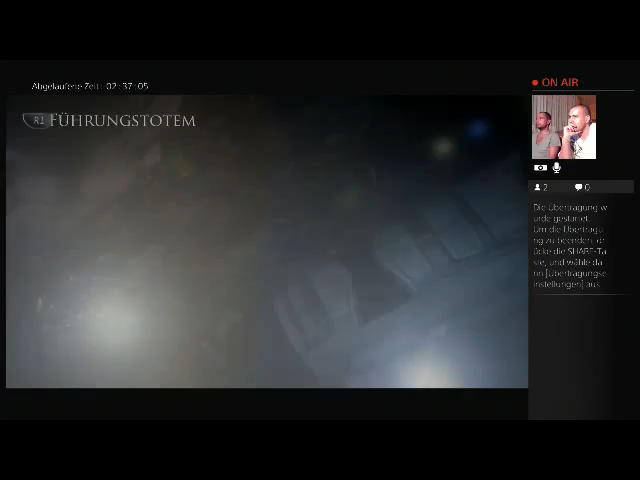 Abgelaufene Zeit: 02:37:05
ON AIR
R1 FÜHRUNGSTOTEM
2 0
Die Übertragung w
urde gestartet.
Um die Übertragu
ng zu beenden, dr
ücke die SHARE-Ta
ste, und wähle da
nn [Übertragungse
instellungen] aus